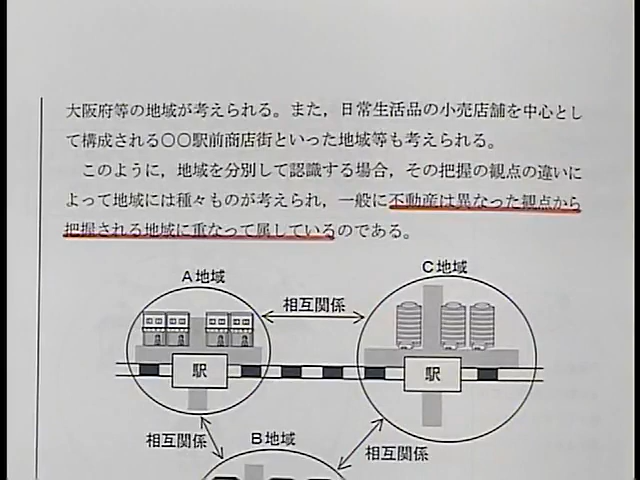 大阪府等の地域が考えられる。また，日常生活品の小売店舗を中心とし
て構成される〇〇駅前商店街といった地域等も考えられる。
このように，地域を分別して認識する場合，その把握の観点の違いに
よって地域には種々ものが考えられ，一般に不動産は異なった観点から
把握される地域に重なって属しているのである。
A地域
C地域
相互関係
駅
駅
相互関係
B地域
相互関係